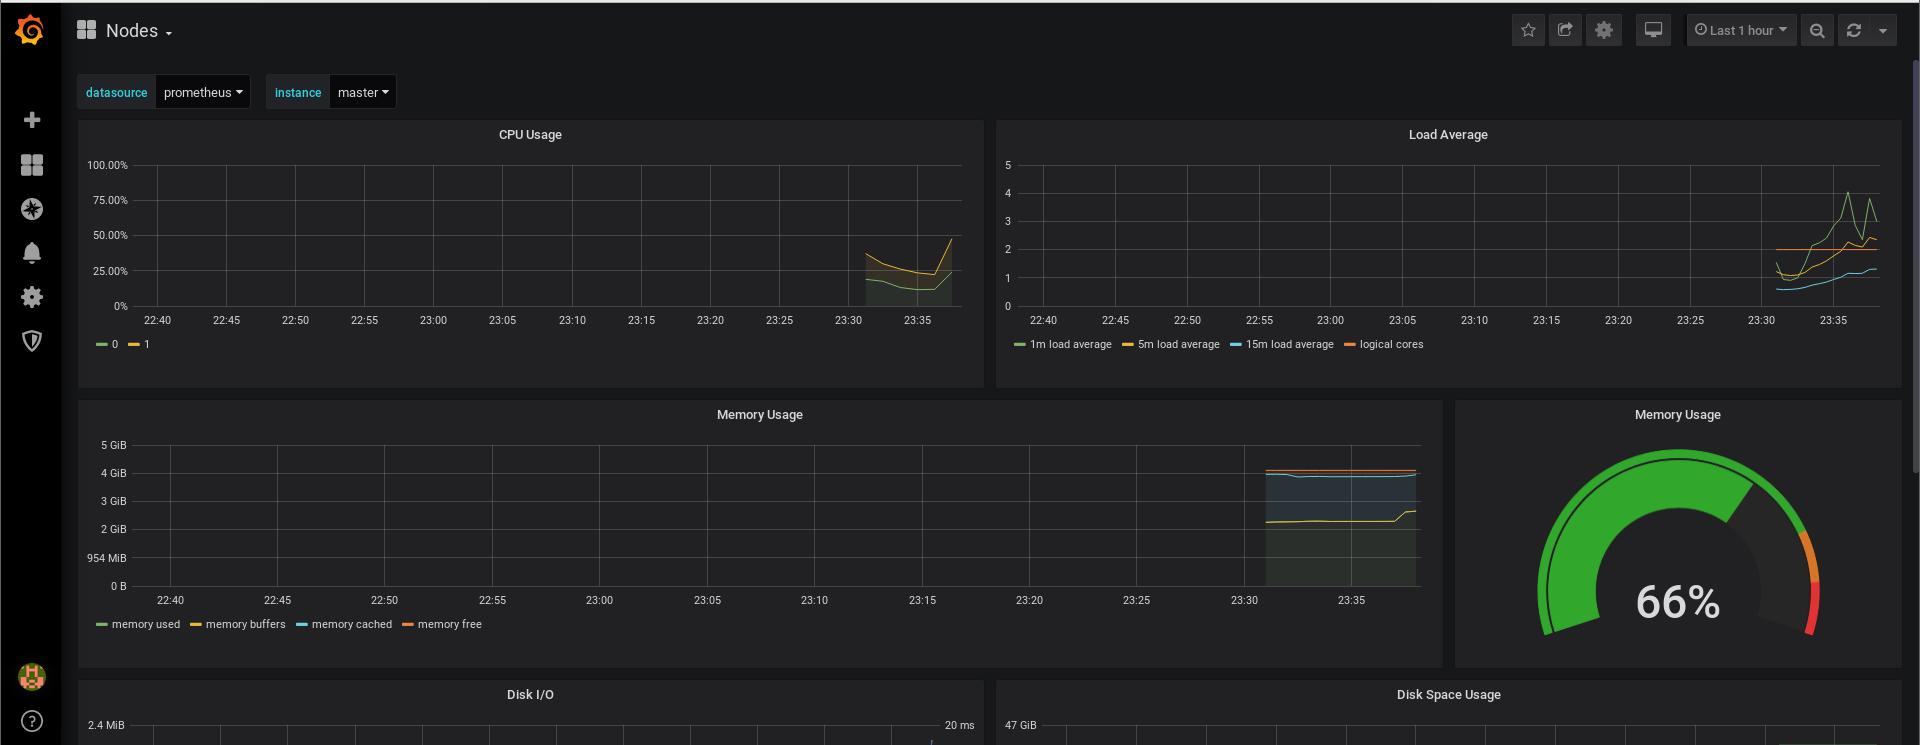 Nodes
Last 1 hour
datasource prometheus instance master
CPU Usage
100.00%
75.00%
50.00%
25.00%
0%
22:40 22:45 22:50 22:55 23:00 23:05 23:10 23:15 23:20 23:25 23:30 23:35
0 1
Load Average
5
4
3
2
1
0
22:40 22:45 22:50 22:55 23:00 23:05 23:10 23:15 23:20 23:25 23:30 23:35
1m load average 5m load average 15m load average logical cores
Memory Usage
5 GiB
4 GiB
3 GiB
2 GiB
954 MiB
0 B
22:40 22:45 22:50 22:55 23:00 23:05 23:10 23:15 23:20 23:25 23:30 23:35
memory used memory buffers memory cached memory free
Memory Usage
66%
Disk I/O
2.4 MiB 20 ms
Disk Space Usage
47 GiB